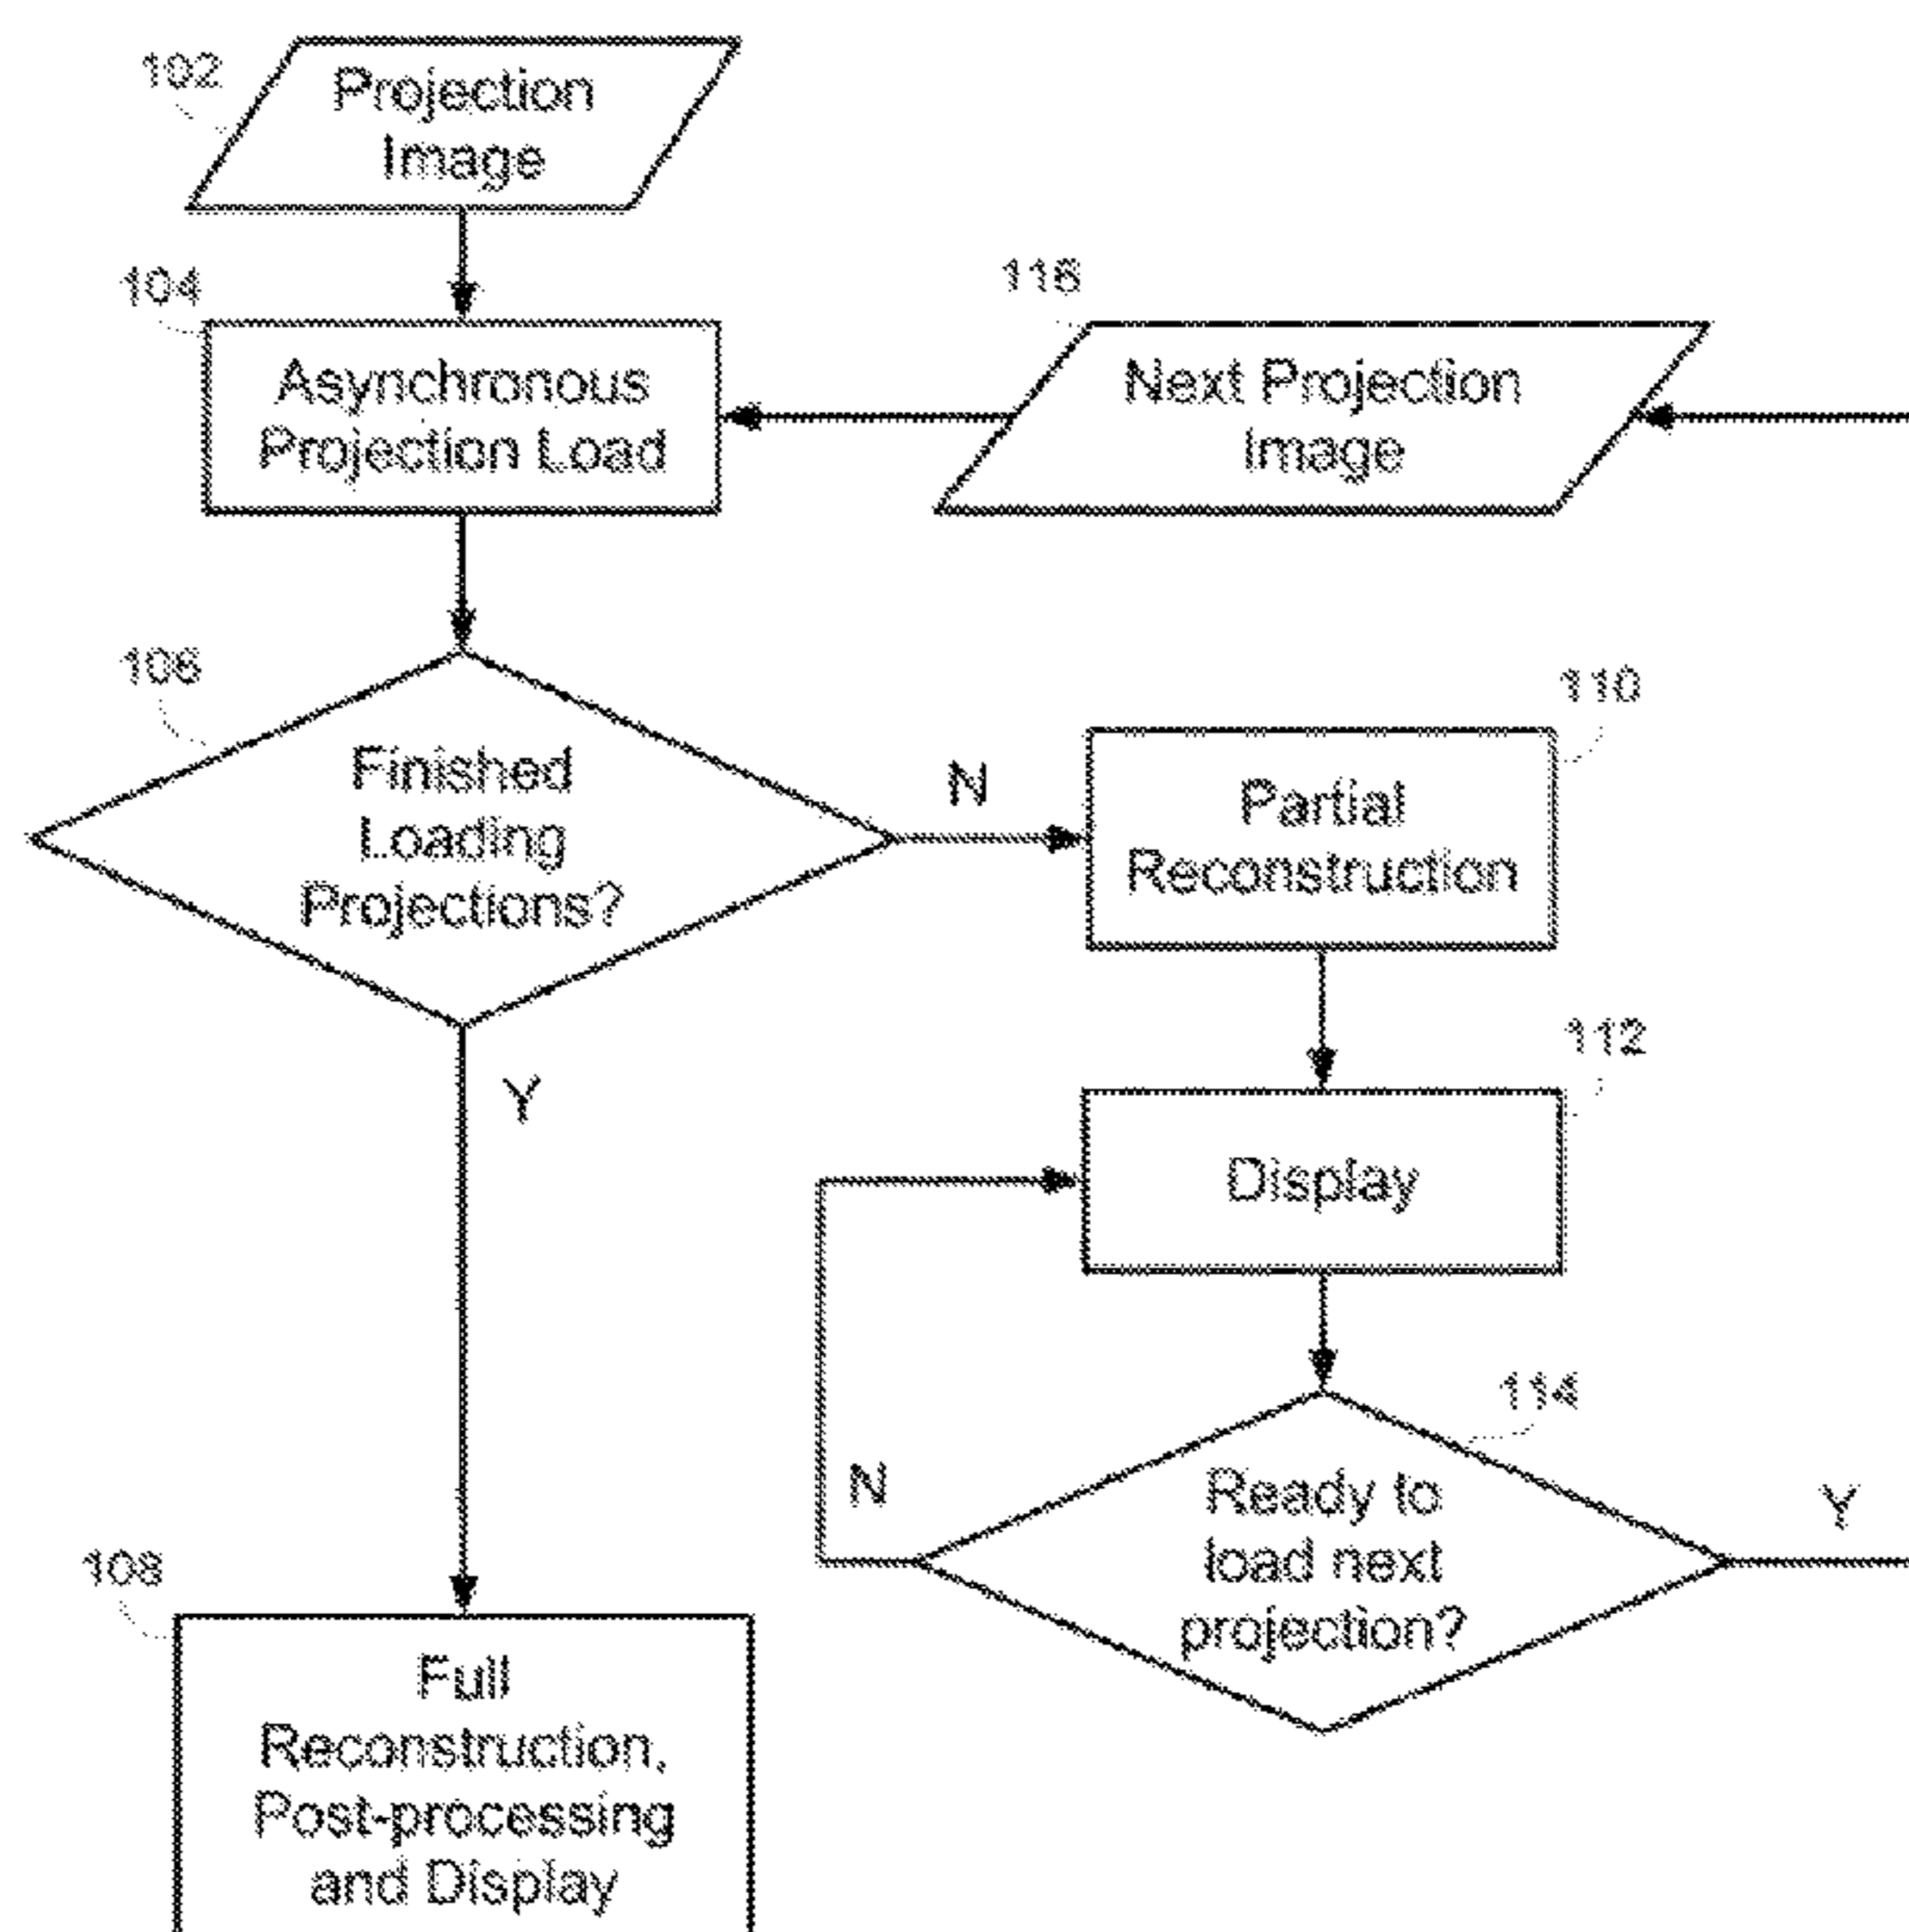 102
Projection
Image
104
Asynchronous
Projection Load
116
Next Projection
Image
106
Finished
Loading
Projections?
N
Y
110
Partial
Reconstruction
112
Display
114
Ready to
load next
projection?
N
Y
108
Full
Reconstruction,
Post-processing
and Display